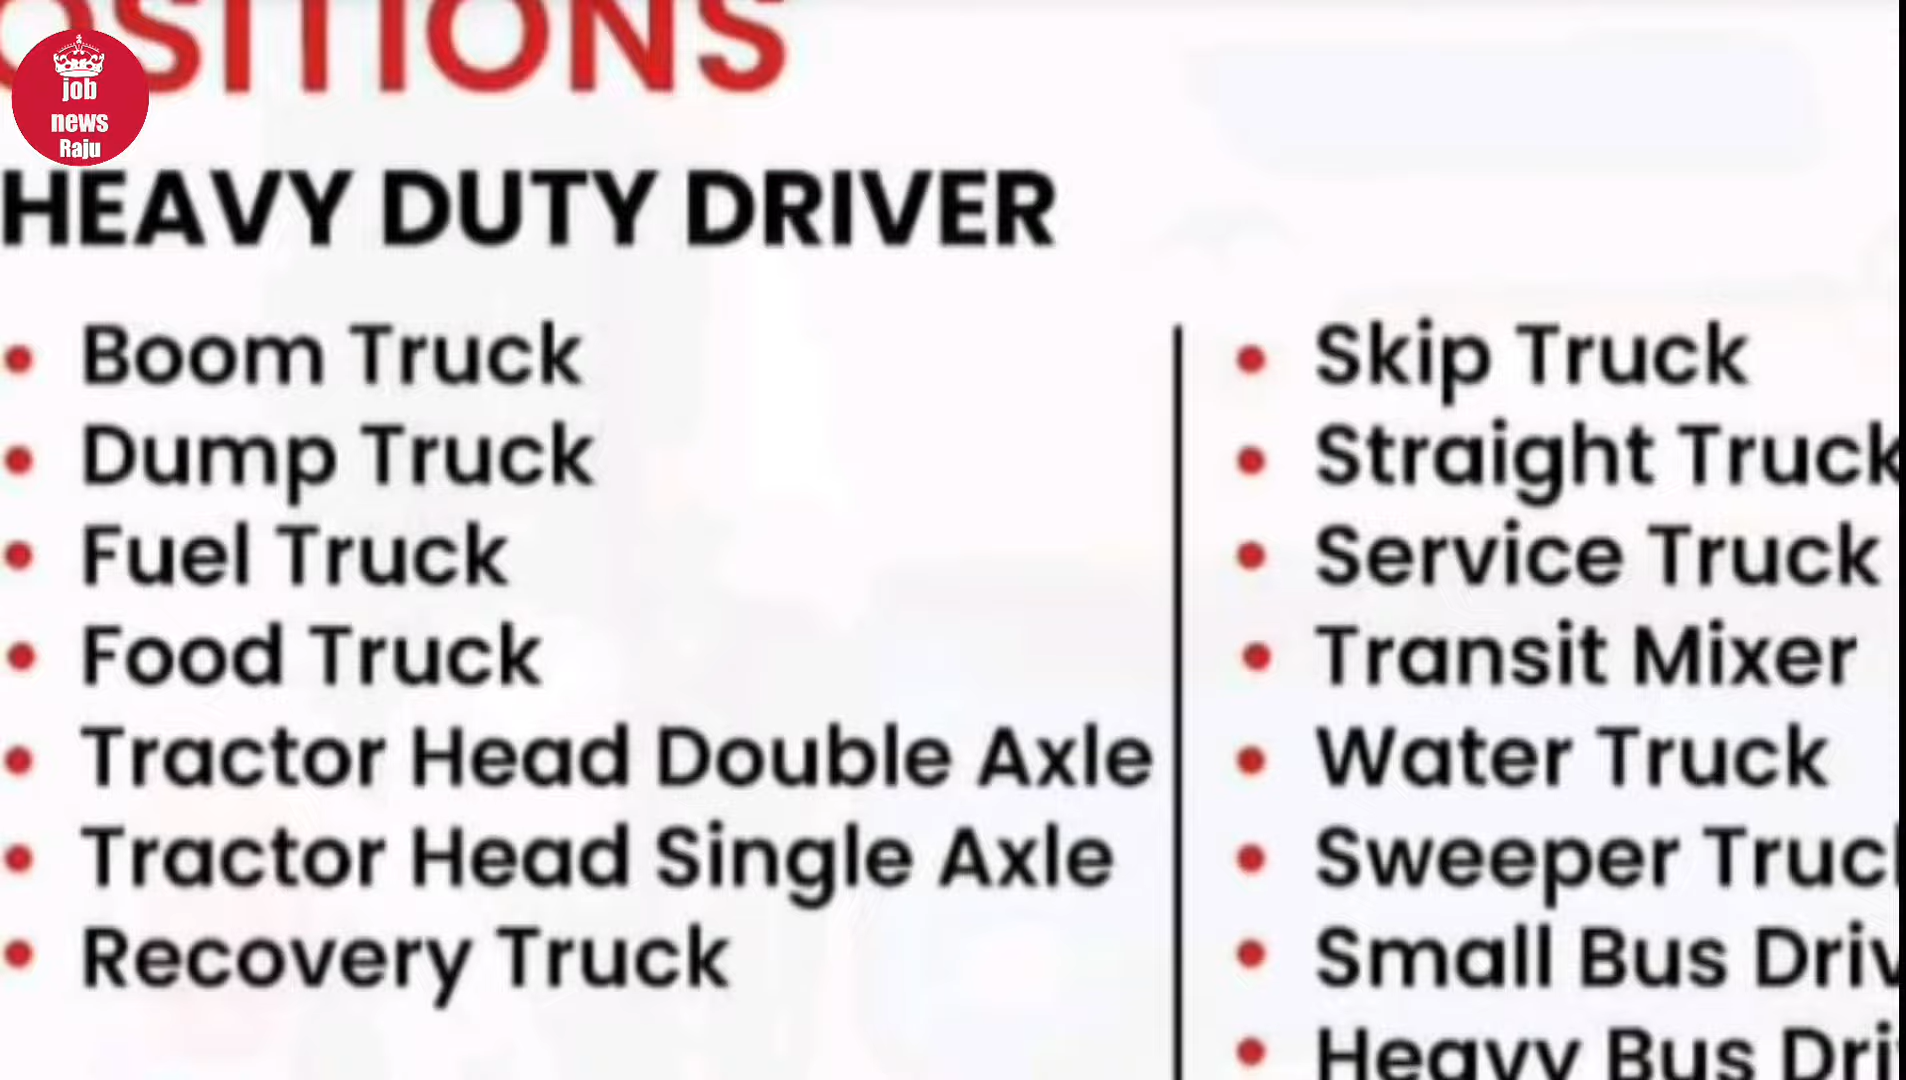 OSITIONS
job
news
Raju
HEAVY DUTY DRIVER
• Boom Truck
• Dump Truck
• Fuel Truck
• Food Truck
• Tractor Head Double Axle
• Tractor Head Single Axle
• Recovery Truck
• Skip Truck
• Straight Truck
• Service Truck
• Transit Mixer
• Water Truck
• Sweeper Truck
• Small Bus Driv
• Heavy Bus Dri